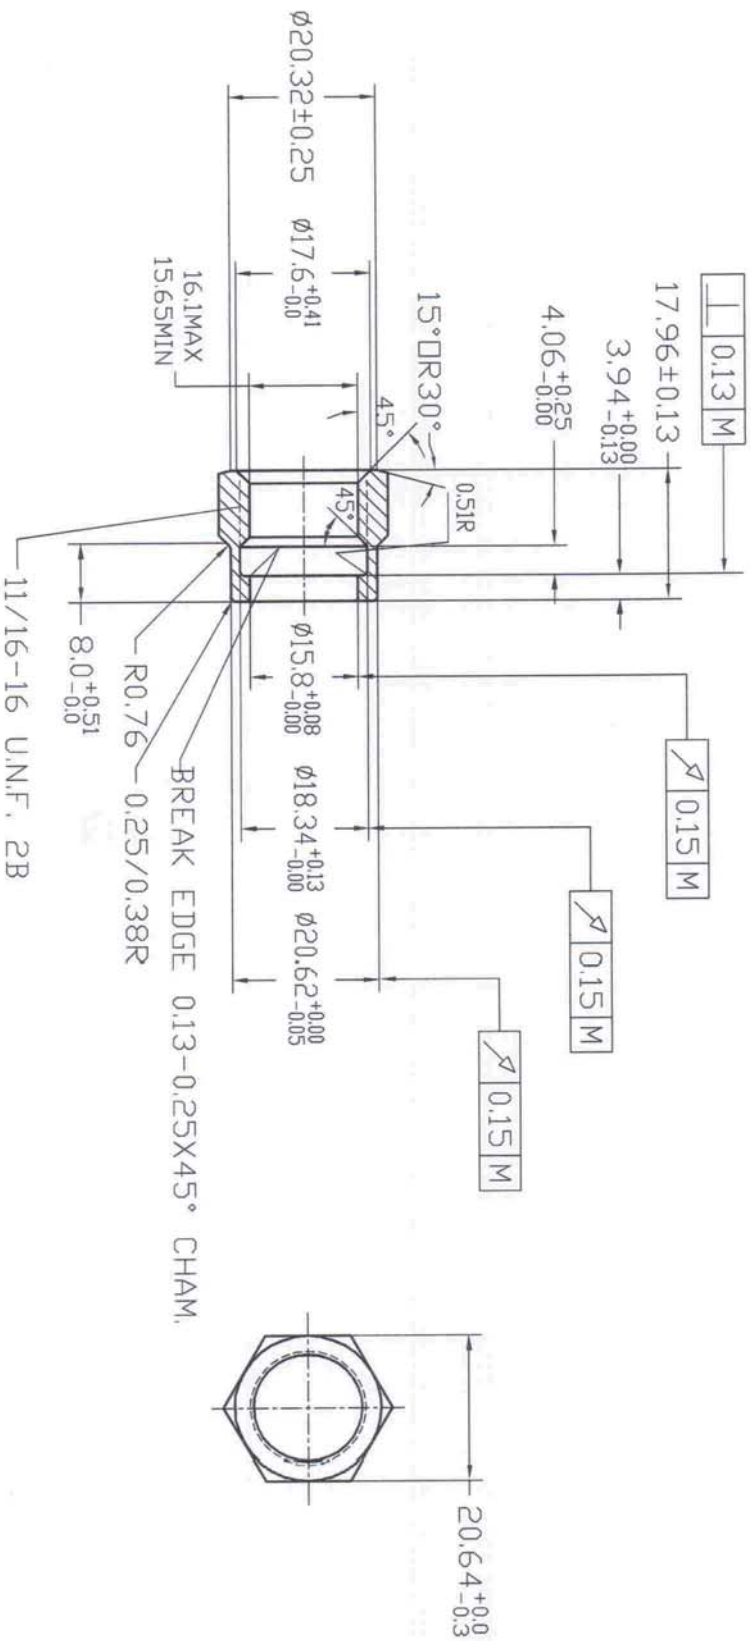 ⊥ 0.13 M
17.96±0.13
3.94+0.00 -0.13
4.06+0.25 -0.00
15°□R30°
45°
0.51R
45°
Ø20.32±0.25
Ø17.6+0.41 -0.0
16.1MAX
15.65MIN
↗ 0.15 M
↗ 0.15 M
↗ 0.15 M
Ø15.8+0.08 -0.00
Ø18.34+0.13 -0.00
Ø20.62+0.00 -0.05
BREAK EDGE 0.13-0.25X45° CHAM.
R0.76
0.25/0.38R
8.0+0.51 -0.0
11/16-16 U.N.F. 2B
20.64+0.0 -0.3